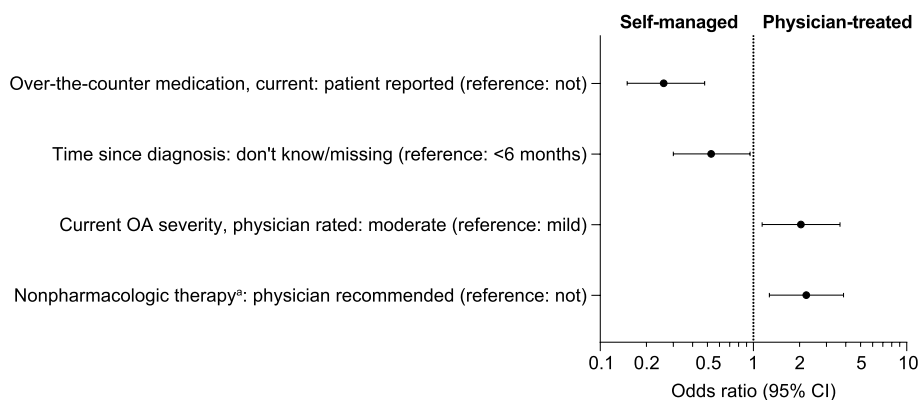 Self-managed Physician-treated
Over-the-counter medication, current: patient reported (reference: not)
Time since diagnosis: don't know/missing (reference: <6 months)
Current OA severity, physician rated: moderate (reference: mild)
Nonpharmacologic therapyᵃ: physician recommended (reference: not)
0.1 0.2 0.5 1 2 5 10
Odds ratio (95% CI)